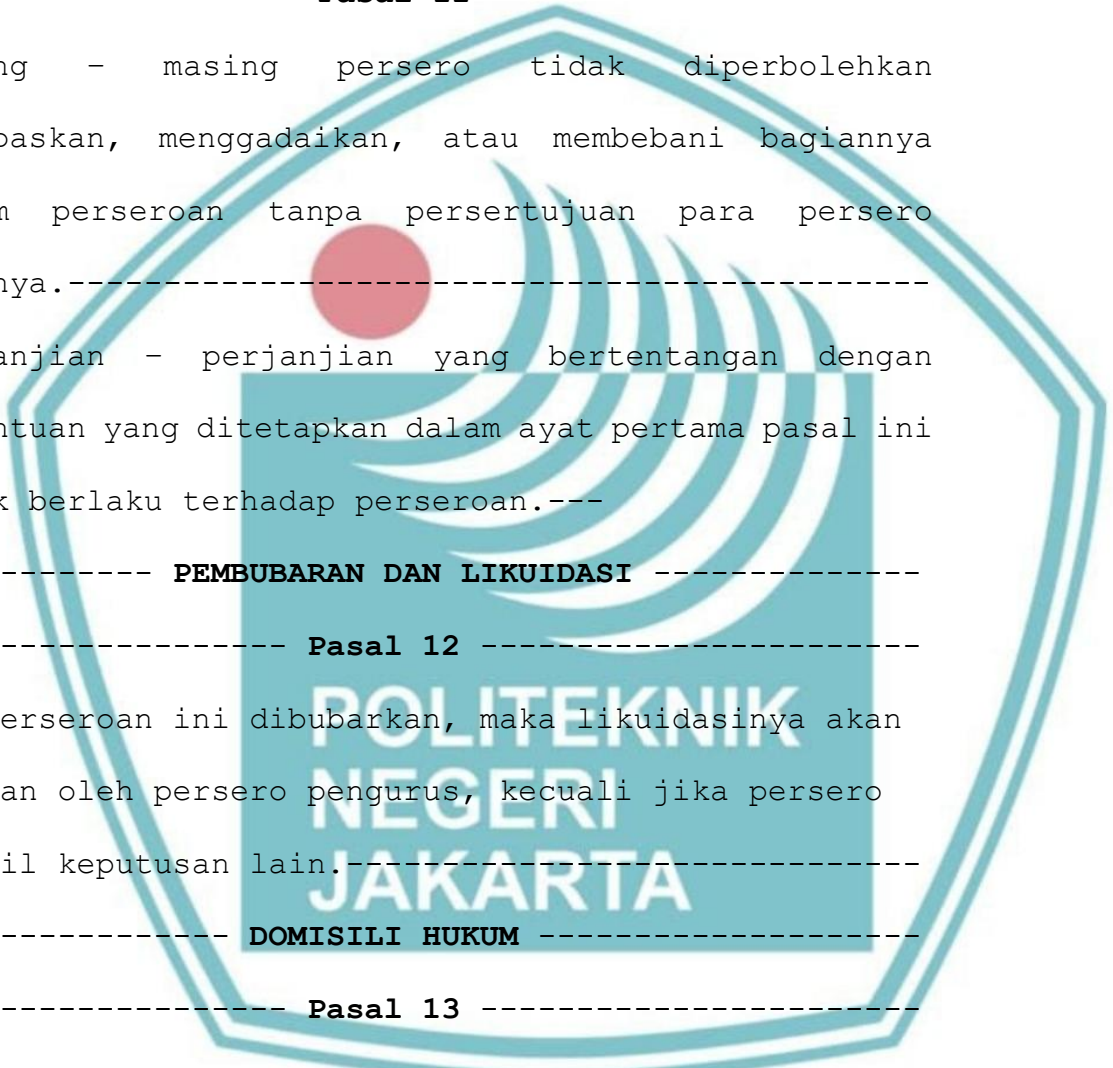 Pasal 11
ng – masing persero tidak diperbolehkan
paskan, menggadaikan, atau membebani bagiannya
m perseroan tanpa persertujuan para persero
nya.---------------------------------------------
anjian – perjanjian yang bertentangan dengan
ntuan yang ditetapkan dalam ayat pertama pasal ini
k berlaku terhadap perseroan.---
-------- PEMBUBARAN DAN LIKUIDASI --------------
--------------- Pasal 12 -----------------------
erseroan ini dibubarkan, maka likuidasinya akan
an oleh persero pengurus, kecuali jika persero
il keputusan lain.------------------------------
------------ DOMISILI HUKUM --------------------
--------------- Pasal 13 -----------------------
POLITEKNIK
NEGERI
JAKARTA